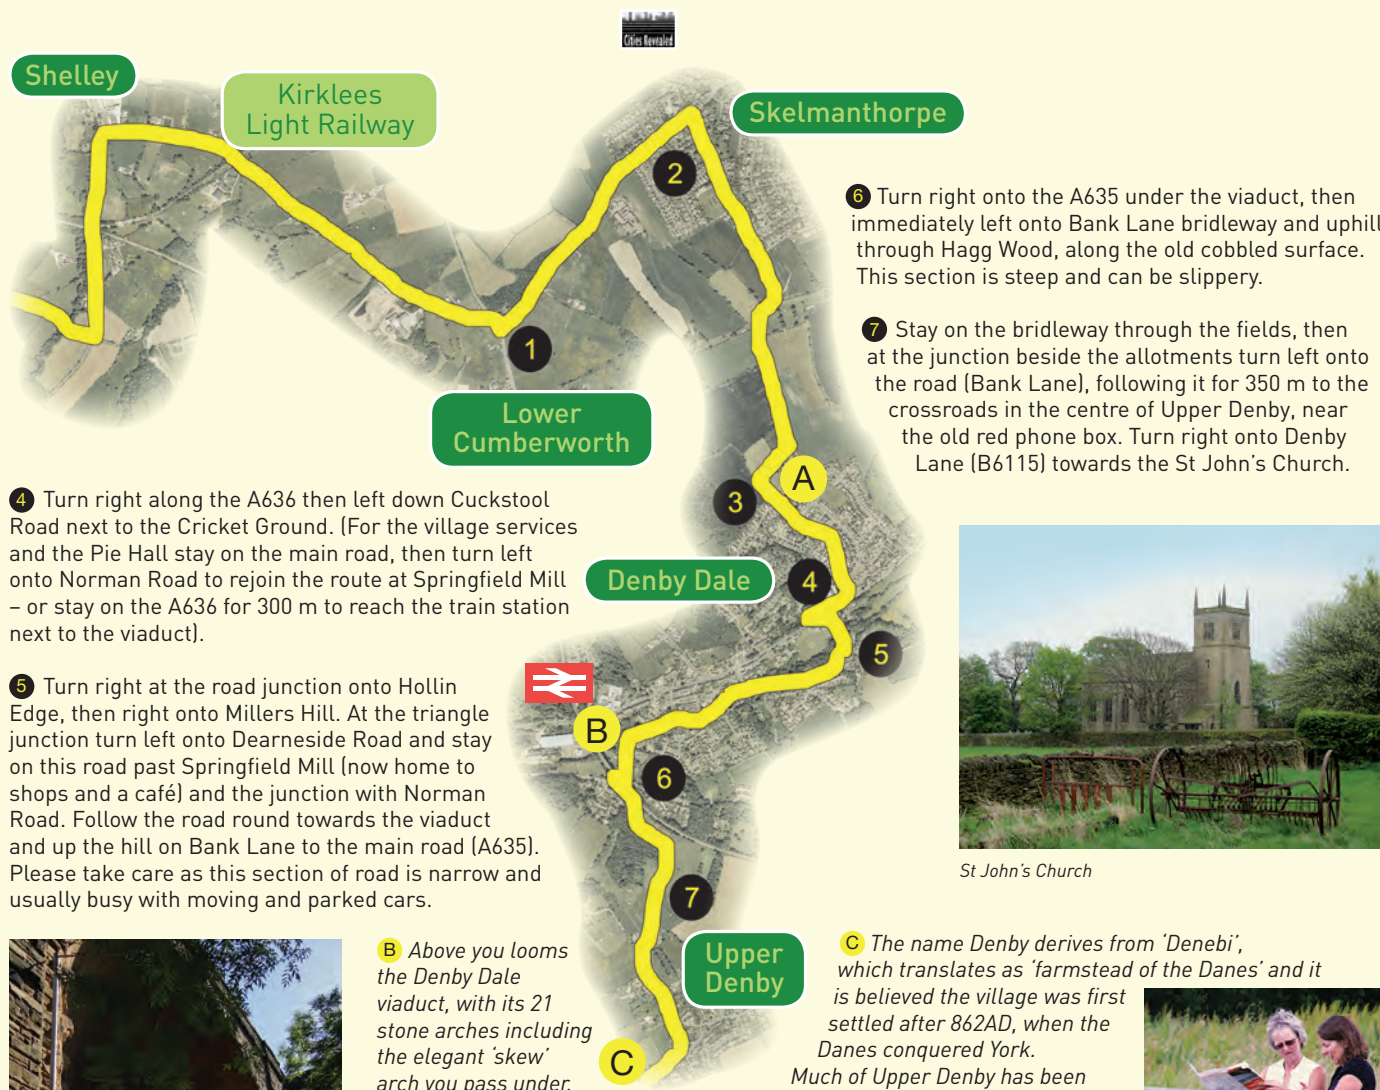 Cities Revealed
Shelley
Kirklees
Light Railway
Skelmanthorpe
2
1
Lower
Cumberworth
A
3
Denby Dale
4
5
B
6
7
Upper
Denby
C
6 Turn right onto the A635 under the viaduct, then
immediately left onto Bank Lane bridleway and uphill
through Hagg Wood, along the old cobbled surface.
This section is steep and can be slippery.
7 Stay on the bridleway through the fields, then
at the junction beside the allotments turn left onto
the road (Bank Lane), following it for 350 m to the
crossroads in the centre of Upper Denby, near
the old red phone box. Turn right onto Denby
Lane (B6115) towards the St John’s Church.
4 Turn right along the A636 then left down Cuckstool
Road next to the Cricket Ground. (For the village services
and the Pie Hall stay on the main road, then turn left
onto Norman Road to rejoin the route at Springfield Mill
– or stay on the A636 for 300 m to reach the train station
next to the viaduct).
5 Turn right at the road junction onto Hollin
Edge, then right onto Millers Hill. At the triangle
junction turn left onto Dearneside Road and stay
on this road past Springfield Mill (now home to
shops and a café) and the junction with Norman
Road. Follow the road round towards the viaduct
and up the hill on Bank Lane to the main road (A635).
Please take care as this section of road is narrow and
usually busy with moving and parked cars.
St John’s Church
B Above you looms
the Denby Dale
viaduct, with its 21
stone arches including
the elegant ‘skew’
arch you pass under.
C The name Denby derives from ‘Denebi’,
which translates as ‘farmstead of the Danes’ and it
is believed the village was first
settled after 862AD, when the
Danes conquered York.
Much of Upper Denby has been